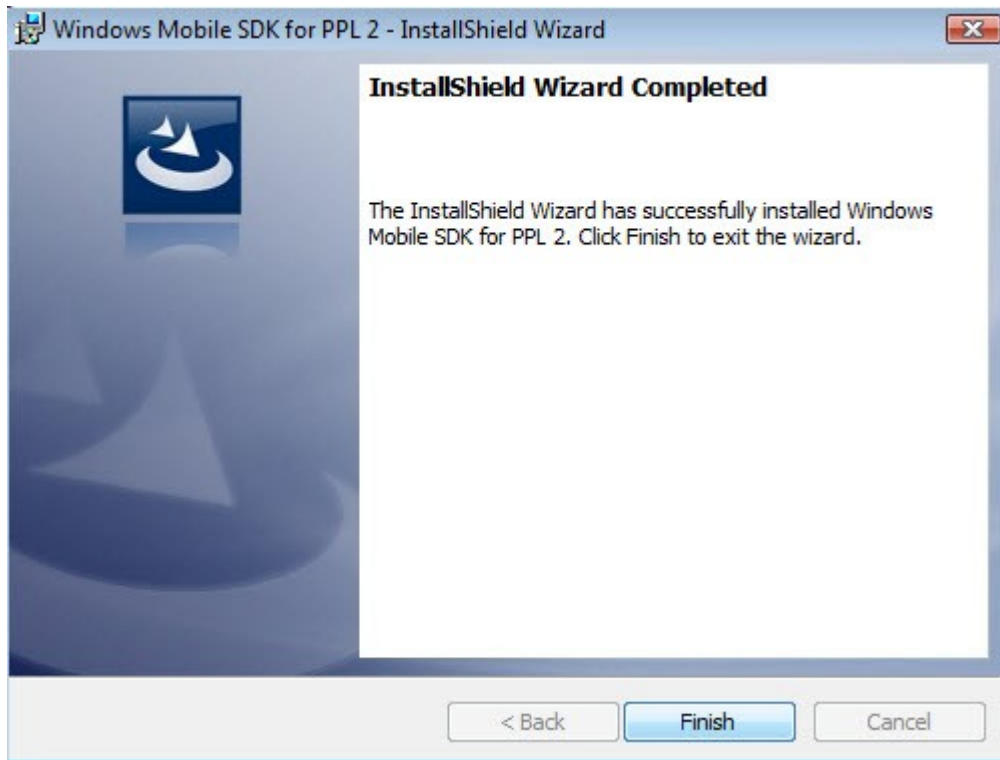 Windows Mobile SDK for PPL 2 - InstallShield Wizard
InstallShield Wizard Completed
The InstallShield Wizard has successfully installed Windows
Mobile SDK for PPL 2. Click Finish to exit the wizard.
< Back
Finish
Cancel